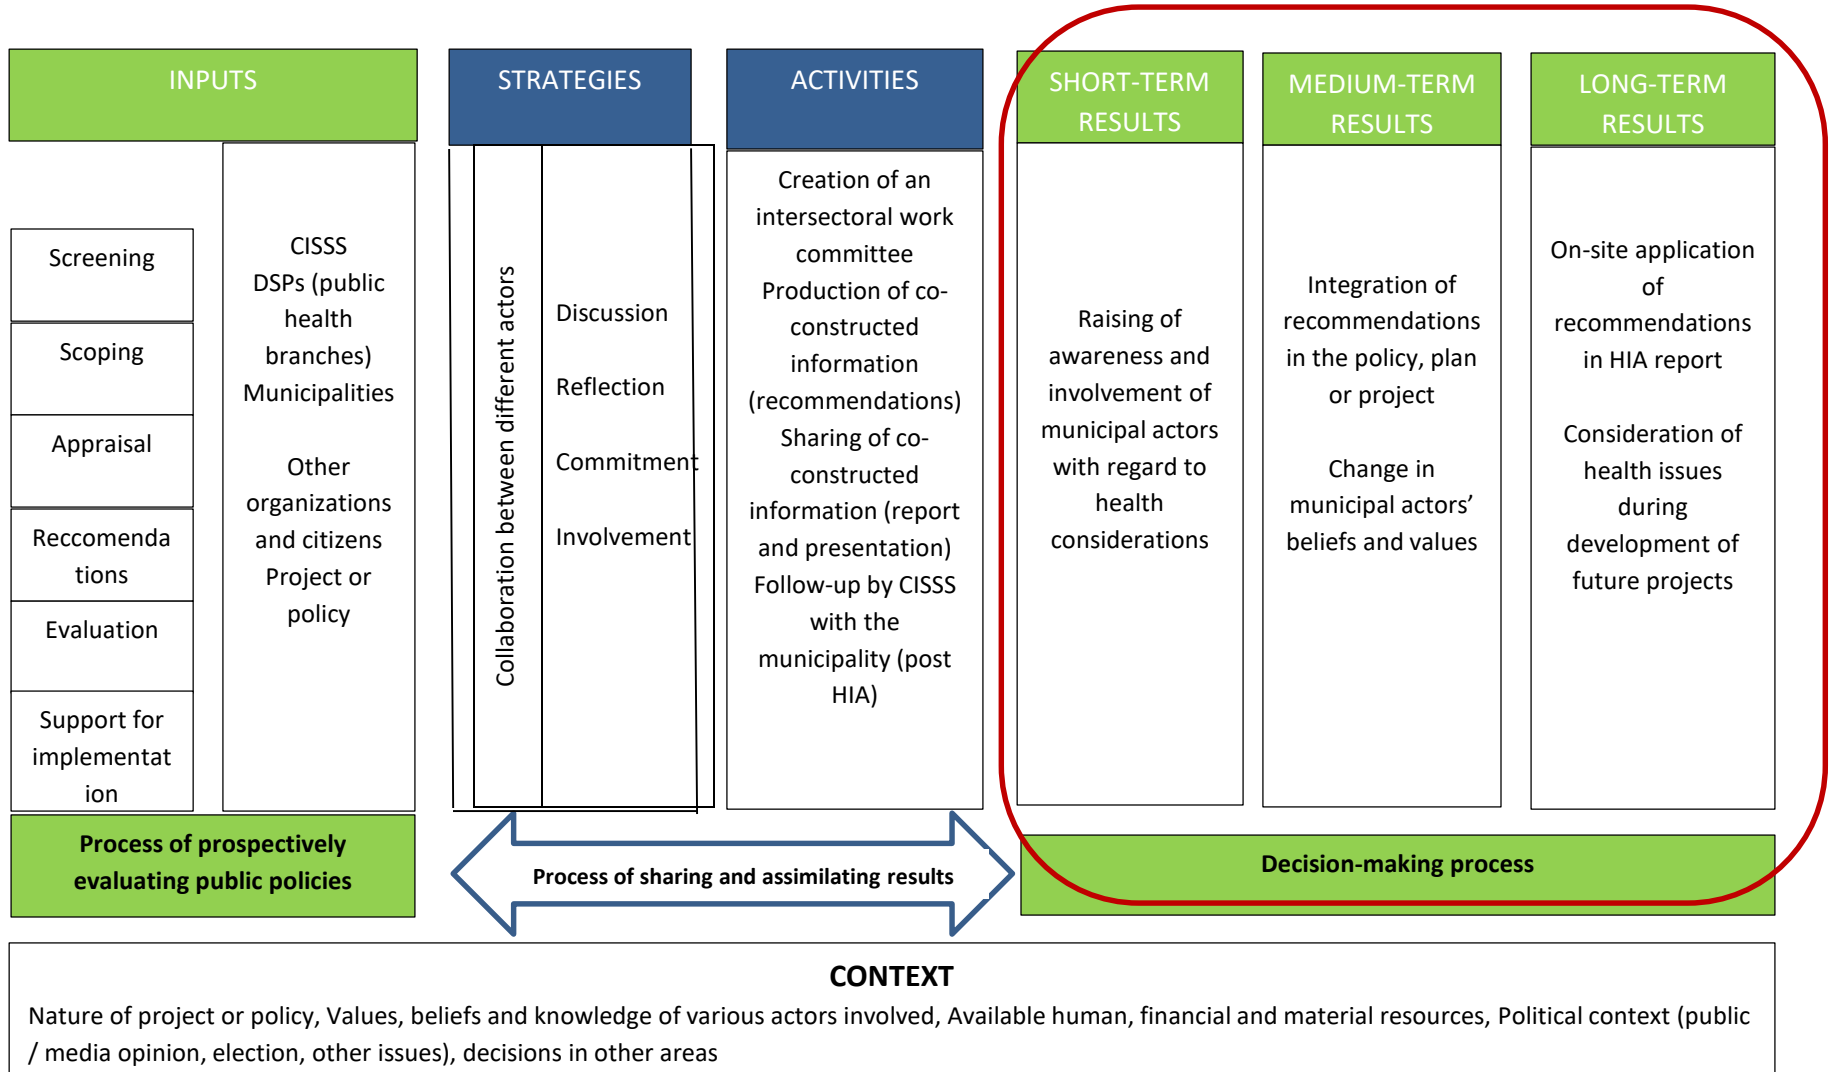 INPUTS
STRATEGIES
ACTIVITIES
SHORT-TERM
RESULTS
MEDIUM-TERM
RESULTS
LONG-TERM
RESULTS
Screening
Scoping
Appraisal
Reccomenda
tions
Evaluation
Support for
implementat
ion
CISSS
DSPs (public
health
branches)
Municipalities
Other
organizations
and citizens
Project or
policy
Collaboration between different actors
Discussion
Reflection
Commitment
Involvement
Creation of an
intersectoral work
committee
Production of co-
constructed
information
(recommendations)
Sharing of co-
constructed
information (report
and presentation)
Follow-up by CISSS
with the
municipality (post
HIA)
Raising of
awareness and
involvement of
municipal actors
with regard to
health
considerations
Integration of
recommendations
in the policy, plan
or project
Change in
municipal actors’
beliefs and values
On-site application
of
recommendations
in HIA report
Consideration of
health issues
during
development of
future projects
Process of prospectively
evaluating public policies
Process of sharing and assimilating results
Decision-making process
CONTEXT
Nature of project or policy, Values, beliefs and knowledge of various actors involved, Available human, financial and material resources, Political context (public
/ media opinion, election, other issues), decisions in other areas